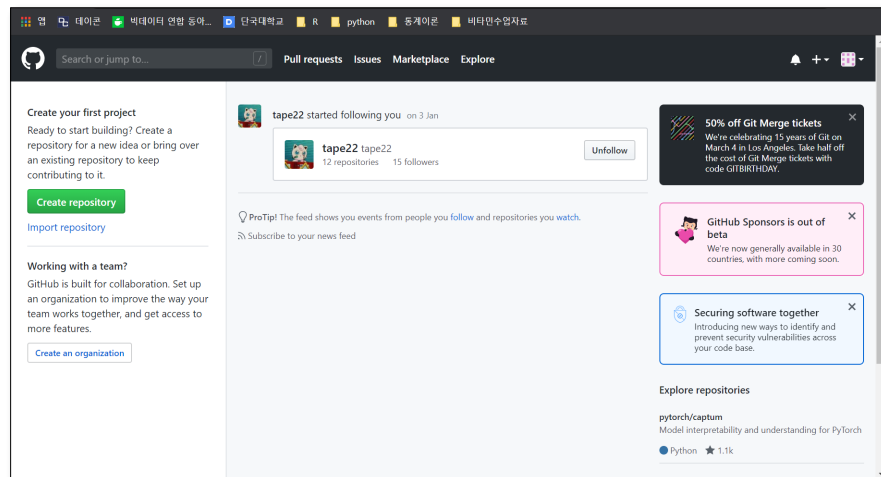 앱
데이콘
빅데이터 연합 동아...
단국대학교
R
python
통계이론
비타민수업자료
Search or jump to...
/
Pull requests
Issues
Marketplace
Explore
Create your first project
Ready to start building? Create a
repository for a new idea or bring over
an existing repository to keep
contributing to it.
Create repository
Import repository
Working with a team?
GitHub is built for collaboration. Set up
an organization to improve the way your
team works together, and get access to
more features.
Create an organization
tape22 started following you on 3 Jan
tape22 tape22
12 repositories 15 followers
Unfollow
ProTip! The feed shows you events from people you follow and repositories you watch.
Subscribe to your news feed
50% off Git Merge tickets
We're celebrating 15 years of Git on
March 4 in Los Angeles. Take half off
the cost of Git Merge tickets with
code GITBIRTHDAY.
GitHub Sponsors is out of
beta
We're now generally available in 30
countries, with more coming soon.
Securing software together
Introducing new ways to identify and
prevent security vulnerabilities across
your code base.
Explore repositories
pytorch/captum
Model interpretability and understanding for PyTorch
Python 1.1k